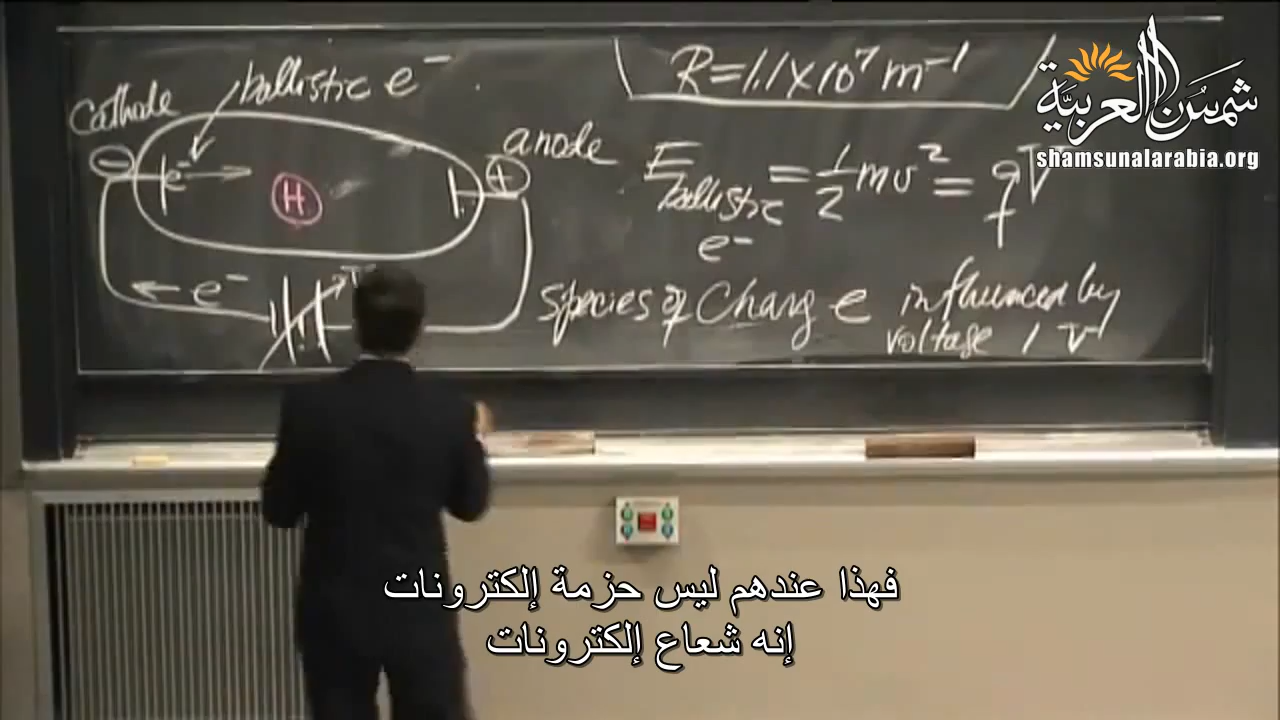 ballistic e⁻
Cathode
anode
⊖
e⁻
H
⊕
e⁻
V
R = 1.1 × 10⁷ m⁻¹
E ballistic e⁻ = 1/2 mv² = qV
species of Charge influenced by
voltage, V
شمسُ العربيَّة
shamsunalarabia.org
فهذا عندهم ليس حزمة إلكترونات
إنه شعاع إلكترونات